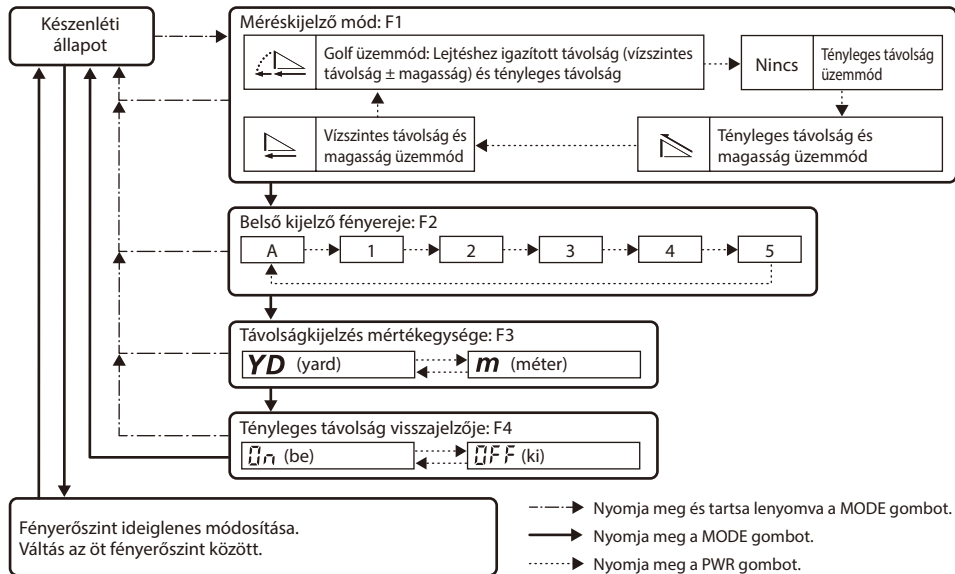 Készenléti
állapot
Méréskijelző mód: F1
Golf üzemmód: Lejtéshez igazított távolság (vízszintes
távolság ± magasság) és tényleges távolság
Nincs
Tényleges távolság
üzemmód
Vízszintes távolság és
magasság üzemmód
Tényleges távolság és
magasság üzemmód
Belső kijelző fényereje: F2
A 1 2 3 4 5
Távolságkijelzés mértékegysége: F3
YD (yard) m (méter)
Tényleges távolság visszajelzője: F4
On (be) OFF (ki)
Fényerőszint ideiglenes módosítása.
Váltás az öt fényerőszint között.
Nyomja meg és tartsa lenyomva a MODE gombot.
Nyomja meg a MODE gombot.
Nyomja meg a PWR gombot.